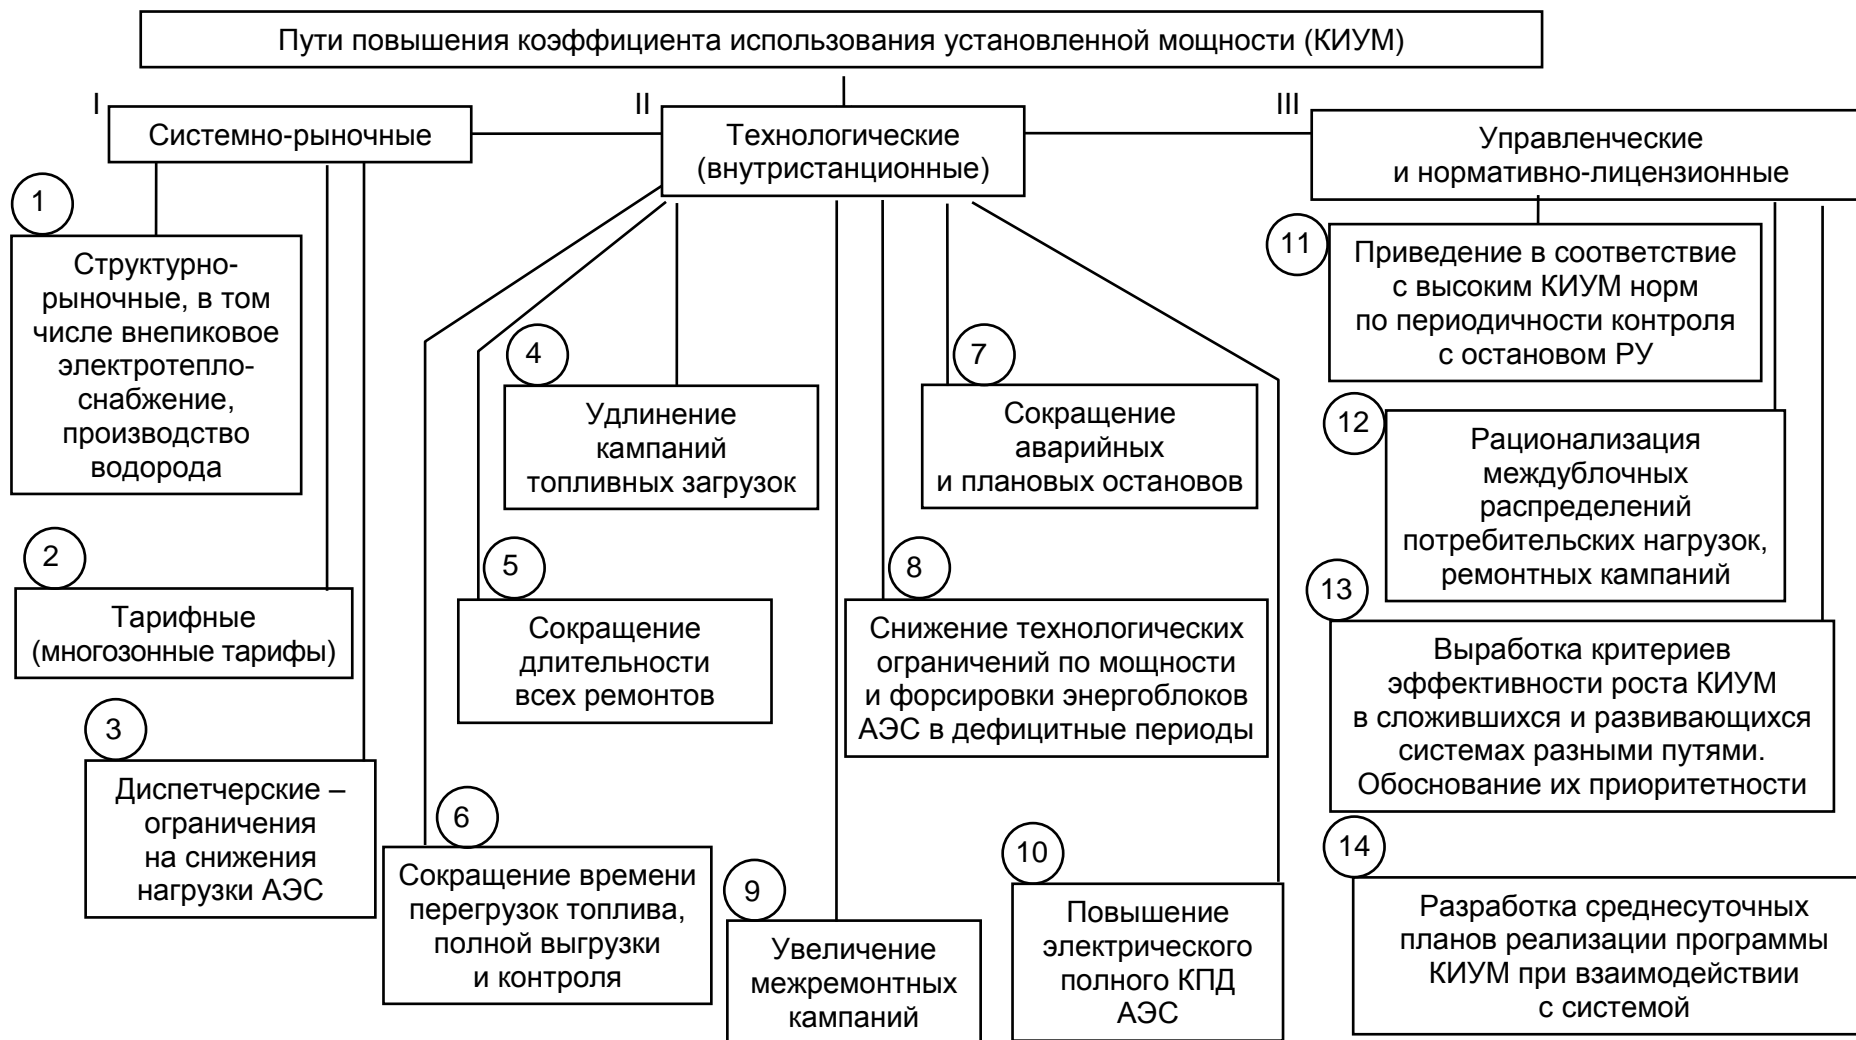 Пути повышения коэффициента использования установленной мощности (КИУМ)
I
Системно-рыночные
II
Технологические
(внутристанционные)
III
Управленческие
и нормативно-лицензионные
1
Структурно-
рыночные, в том
числе внепиковое
электротепло-
снабжение,
производство
водорода
2
Тарифные
(многозонные тарифы)
3
Диспетчерские –
ограничения
на снижения
нагрузки АЭС
4
Удлинение
кампаний
топливных загрузок
5
Сокращение
длительности
всех ремонтов
6
Сокращение времени
перегрузок топлива,
полной выгрузки
и контроля
7
Сокращение
аварийных
и плановых остановов
8
Снижение технологических
ограничений по мощности
и форсировки энергоблоков
АЭС в дефицитные периоды
9
Увеличение
межремонтных
кампаний
10
Повышение
электрического
полного КПД
АЭС
11
Приведение в соответствие
с высоким КИУМ норм
по периодичности контроля
с остановом РУ
12
Рационализация
междублочных
распределений
потребительских нагрузок,
ремонтных кампаний
13
Выработка критериев
эффективности роста КИУМ
в сложившихся и развивающихся
системах разными путями.
Обоснование их приоритетности
14
Разработка среднесуточных
планов реализации программы
КИУМ при взаимодействии
с системой